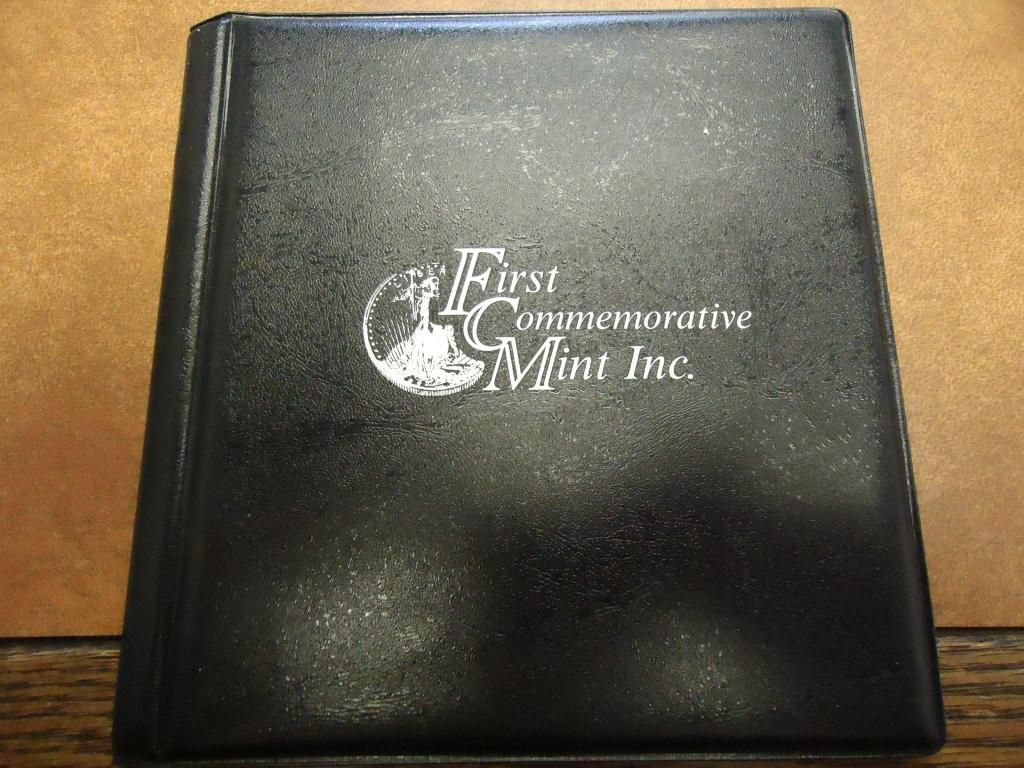 First
Commemorative
Mint Inc.